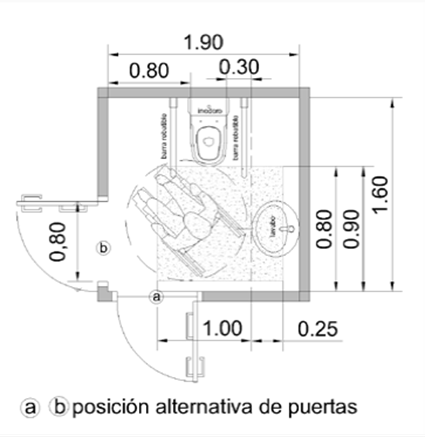 1.90
0.80
0.30
inodoro
barra rebatible
barra rebatible
lavabo
0,80
0.80
0.90
1.60
b
a
1.00
0.25
a b posición alternativa de puertas